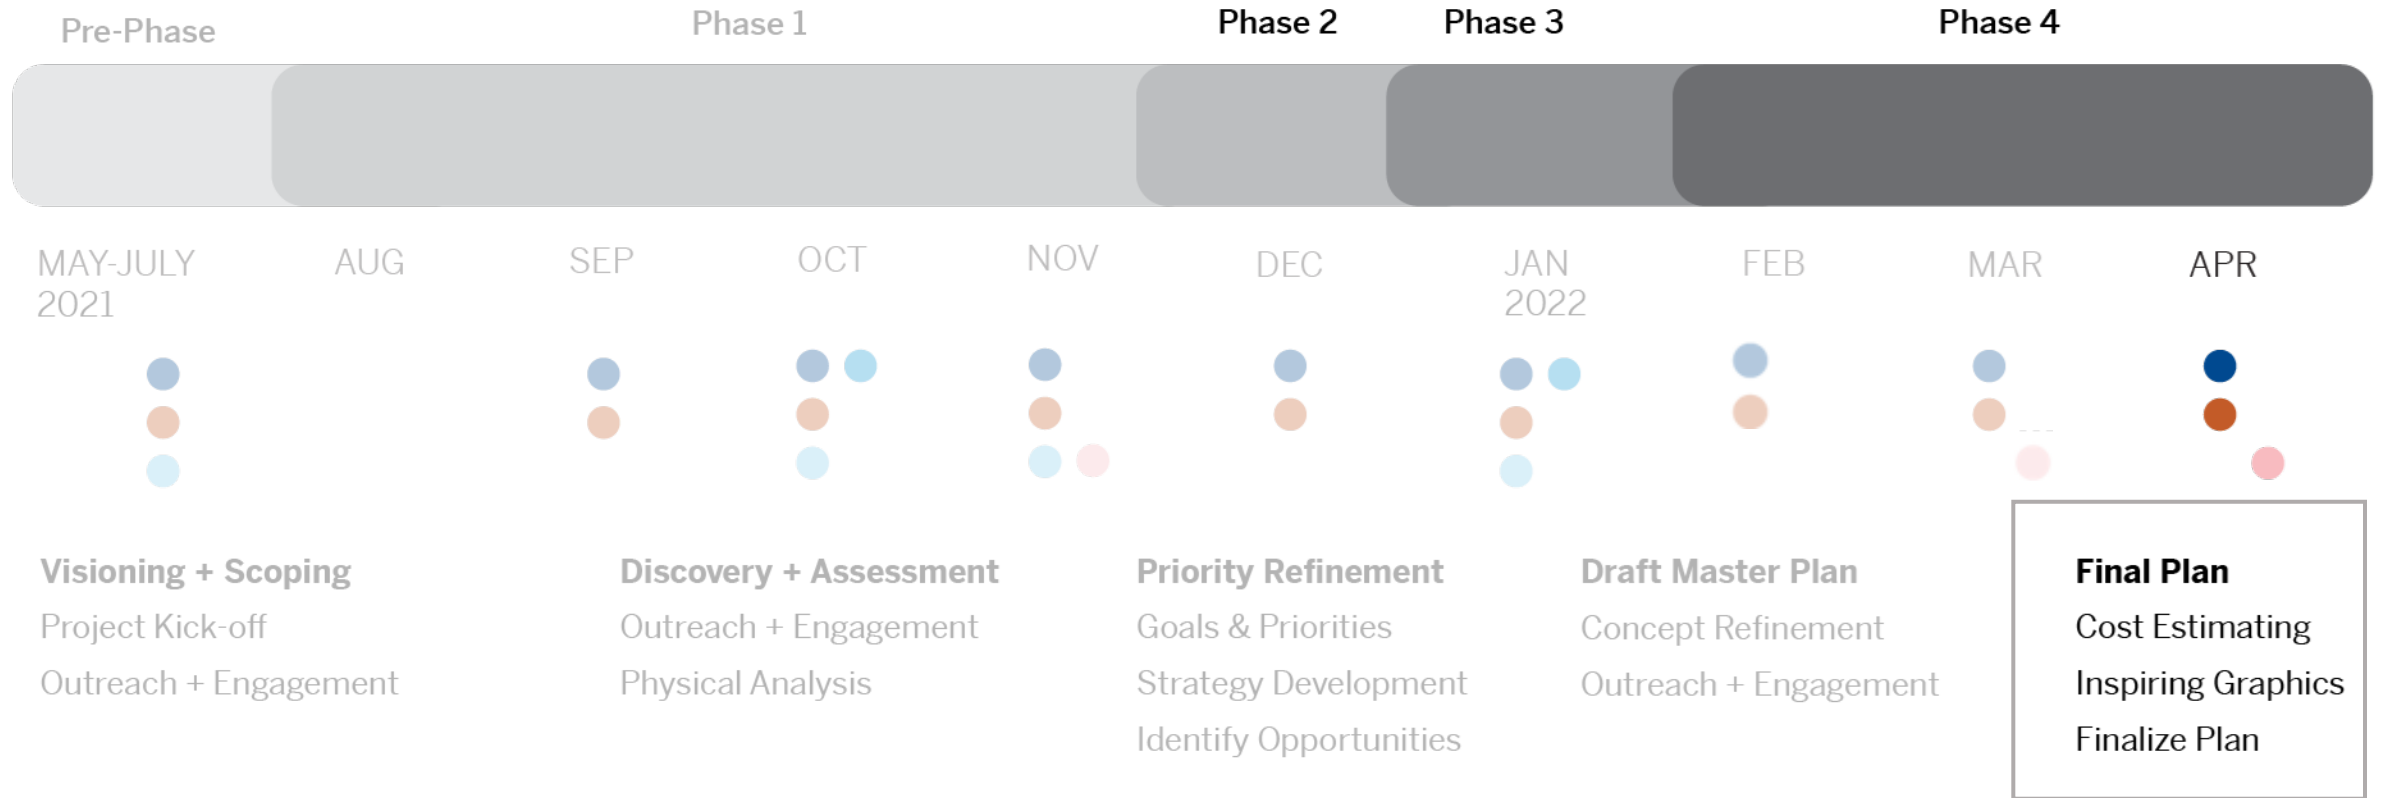 Pre-Phase
Phase 1
Phase 2
Phase 3
Phase 4
MAY-JULY
2021
AUG
SEP
OCT
NOV
DEC
JAN
2022
FEB
MAR
APR
Visioning + Scoping
Project Kick-off
Outreach + Engagement
Discovery + Assessment
Outreach + Engagement
Physical Analysis
Priority Refinement
Goals & Priorities
Strategy Development
Identify Opportunities
Draft Master Plan
Concept Refinement
Outreach + Engagement
Final Plan
Cost Estimating
Inspiring Graphics
Finalize Plan